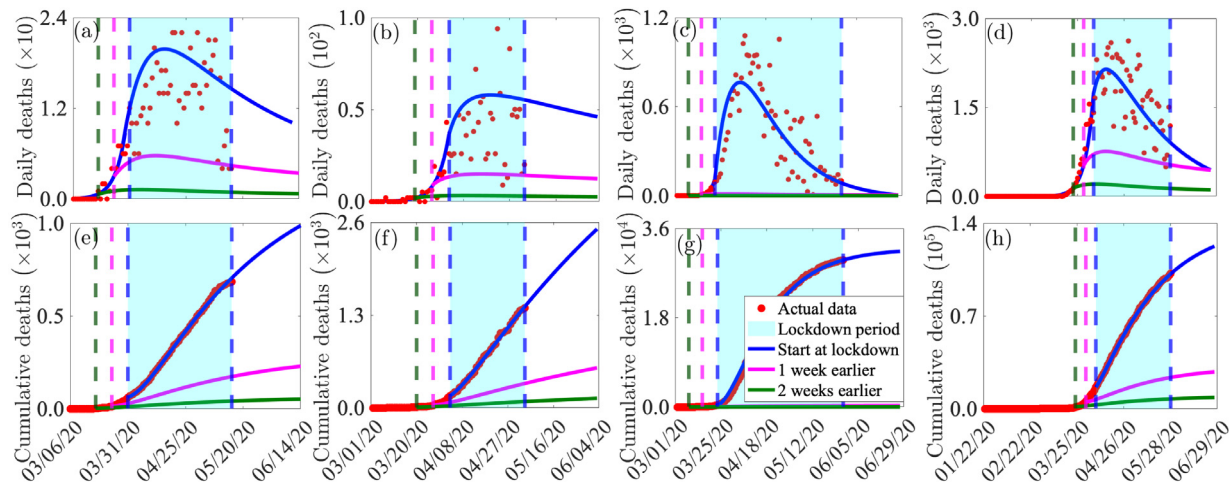 (a)
Daily deaths (×10)
2.4
1.2
0.0
(b)
Daily deaths (10²)
1.0
0.5
0.0
(c)
Daily deaths (×10³)
1.2
0.6
0.0
(d)
Daily deaths (×10³)
3.0
1.5
0.0
(e)
Cumulative deaths (×10³)
1.0
0.5
0.0
03/06/20
03/31/20
04/25/20
05/20/20
06/14/20
(f)
Cumulative deaths (×10³)
2.6
1.3
0.0
03/01/20
03/20/20
04/08/20
04/27/20
05/16/20
06/04/20
(g)
Cumulative deaths (×10⁴)
3.6
1.8
0.0
Actual data
Lockdown period
Start at lockdown
1 week earlier
2 weeks earlier
03/01/20
03/25/20
04/18/20
05/12/20
06/05/20
06/29/20
(h)
Cumulative deaths (10⁵)
1.4
0.7
0.0
01/22/20
02/22/20
03/25/20
04/26/20
05/28/20
06/29/20